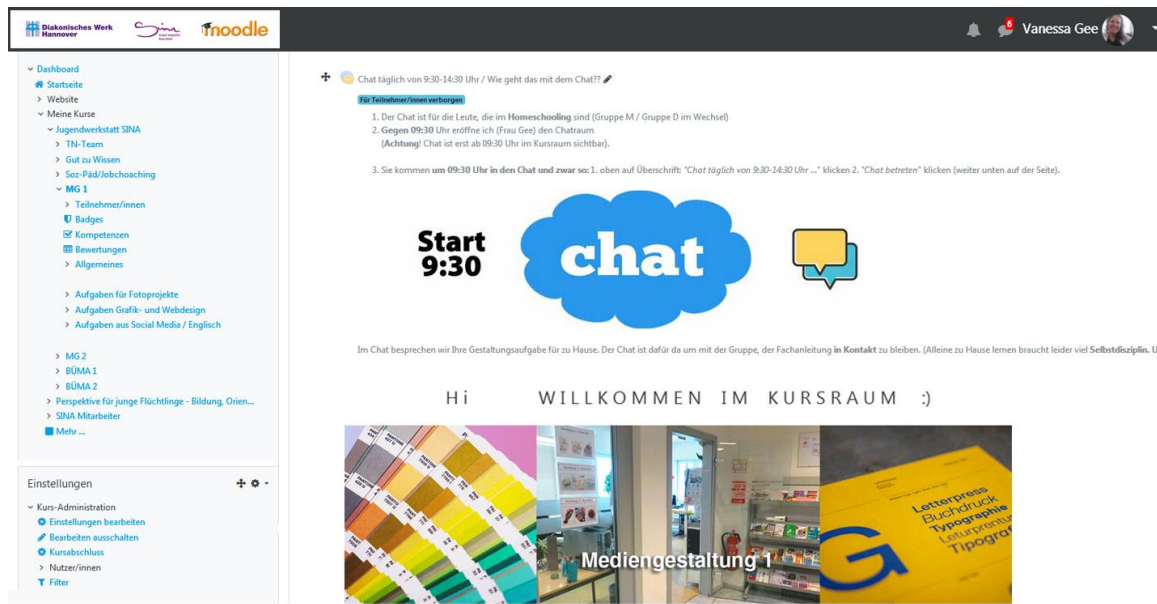 Diakonisches Werk
Hannover
Sina
moodle
6
Vanessa Gee
Dashboard
Startseite
Website
Meine Kurse
Jugendwerkstatt SINA
TN-Team
Gut zu Wissen
Soz-Päd/Jobchoaching
MG 1
Teilnehmer/innen
Badges
Kompetenzen
Bewertungen
Allgemeines
Aufgaben für Fotoprojekte
Aufgaben Grafik- und Webdesign
Aufgaben aus Social Media / Englisch
MG 2
BÜMA 1
BÜMA 2
Perspektive für junge Flüchtlinge - Bildung, Orien...
SINA Mitarbeiter
Mehr ...
Einstellungen
Kurs-Administration
Einstellungen bearbeiten
Bearbeiten ausschalten
Kursabschluss
Nutzer/innen
Filter
Chat täglich von 9:30-14:30 Uhr / Wie geht das mit dem Chat??
Für Teilnehmer/innen verborgen
1. Der Chat ist für die Leute, die im Homeschooling sind (Gruppe M / Gruppe D im Wechsel)
2. Gegen 09:30 Uhr eröffne ich (Frau Gee) den Chatraum
(Achtung! Chat ist erst ab 09:30 Uhr im Kursraum sichtbar).
3. Sie kommen um 09:30 Uhr in den Chat und zwar so: 1. oben auf Überschrift: "Chat täglich von 9:30-14:30 Uhr ..." klicken 2. "Chat betreten" klicken (weiter unten auf der Seite).
Start
9:30
chat
Im Chat besprechen wir Ihre Gestaltungsaufgabe für zu Hause. Der Chat ist dafür da um mit der Gruppe, der Fachanleitung in Kontakt zu bleiben. (Alleine zu Hause lernen braucht leider viel Selbstdisziplin. U
Hi WILLKOMMEN IM KURSRAUM :)
Mediengestaltung 1
Letterpress
Buchdruck
Typographie
Leturprentun
Tipograf
G